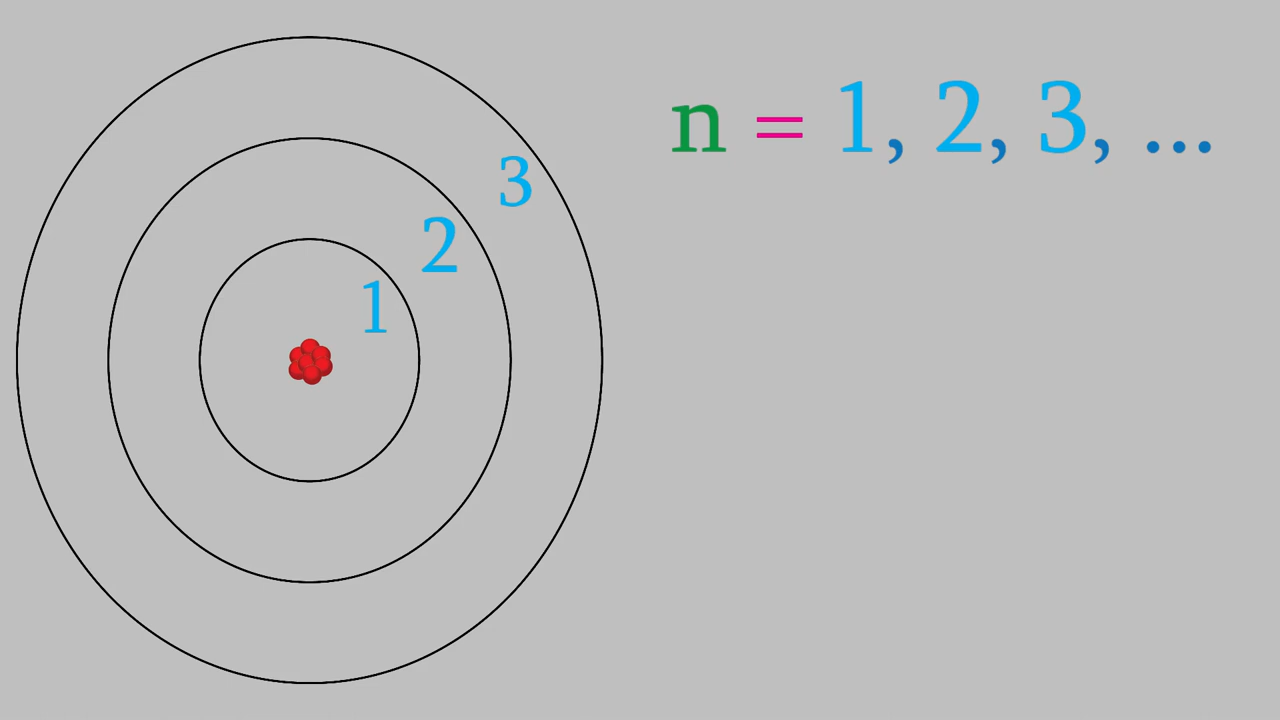 n = 1, 2, 3, ...
3
2
1